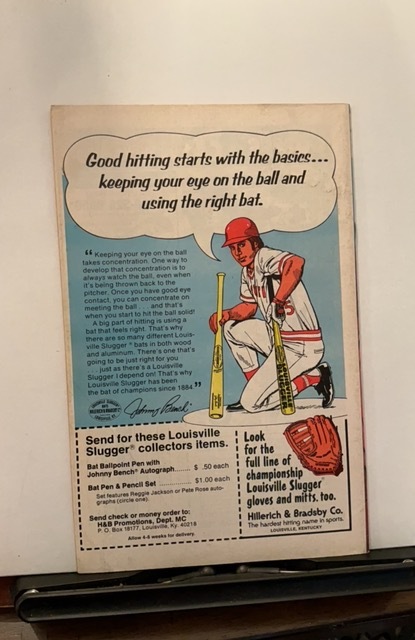 Good hitting starts with the basics...
keeping your eye on the ball and
using the right bat.
“Keeping your eye on the ball
takes concentration. One way to
develop that concentration is to
always watch the ball, even when
it's being thrown back to the
pitcher. Once you have good eye
contact, you can concentrate on
meeting the ball . . . and that's
when you start to hit the ball solid!
A big part of hitting is using a
bat that feels right. That's why
there are so many different Louis-
ville Slugger® bats in both wood
and aluminum. There's one that's
going to be just right for you
. . . just as there's a Louisville
Slugger I depend on! That's why
Louisville Slugger has been
the bat of champions since 1884.”
Johnny Bench
Send for these Louisville
Slugger® collectors items.
Bat Ballpoint Pen with
Johnny Bench® Autograph........ $ .50 each
Bat Pen & Pencil Set .............. $1.00 each
Set features Reggie Jackson or Pete Rose auto-
graphs (circle one).
Send check or money order to:
H&B Promotions, Dept. MC
P. O. Box 18177, Louisville, Ky. 40218
Allow 4-6 weeks for delivery.
Look
for the
full line of
championship
Louisville Slugger®
gloves and mitts, too.
Hillerich & Bradsby Co.
The hardest hitting name in sports.
LOUISVILLE, KENTUCKY